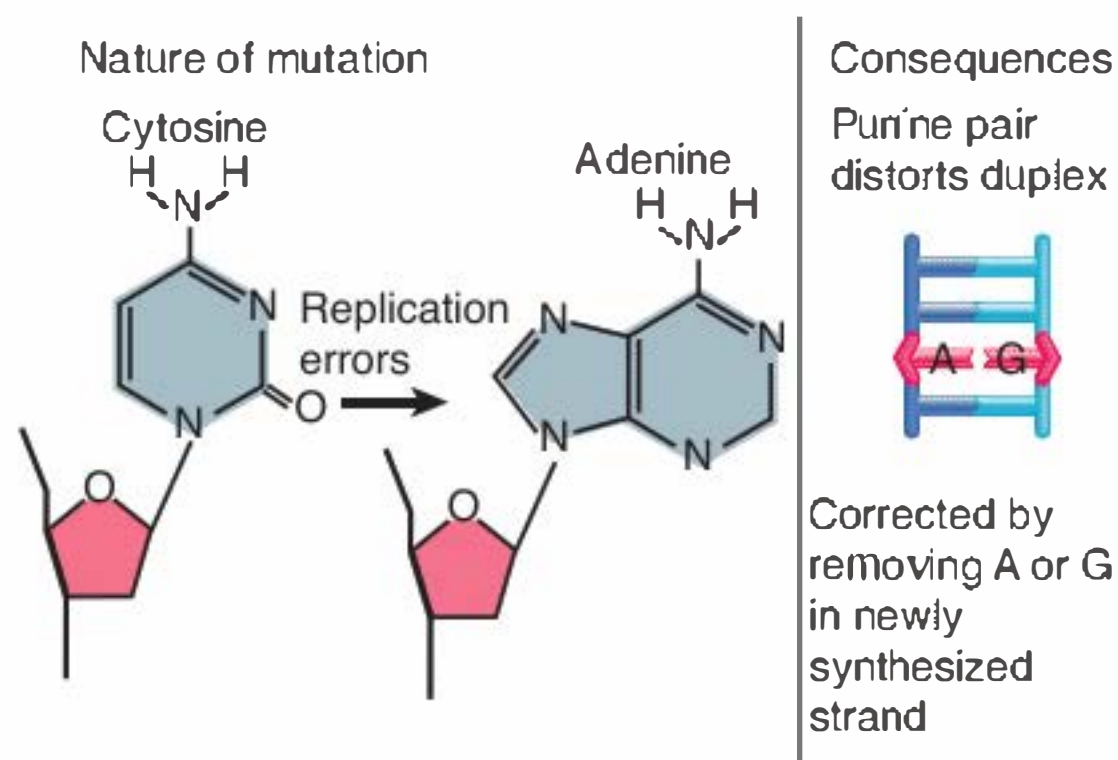 Nature of mutation
Cytosine
H H
N
N
O
N
O
Replication
errors
Adenine
H H
N
N
N
N
N
O
Consequences
Purine pair
distorts duplex
A G
Corrected by
removing A or G
in newly
synthesized
strand